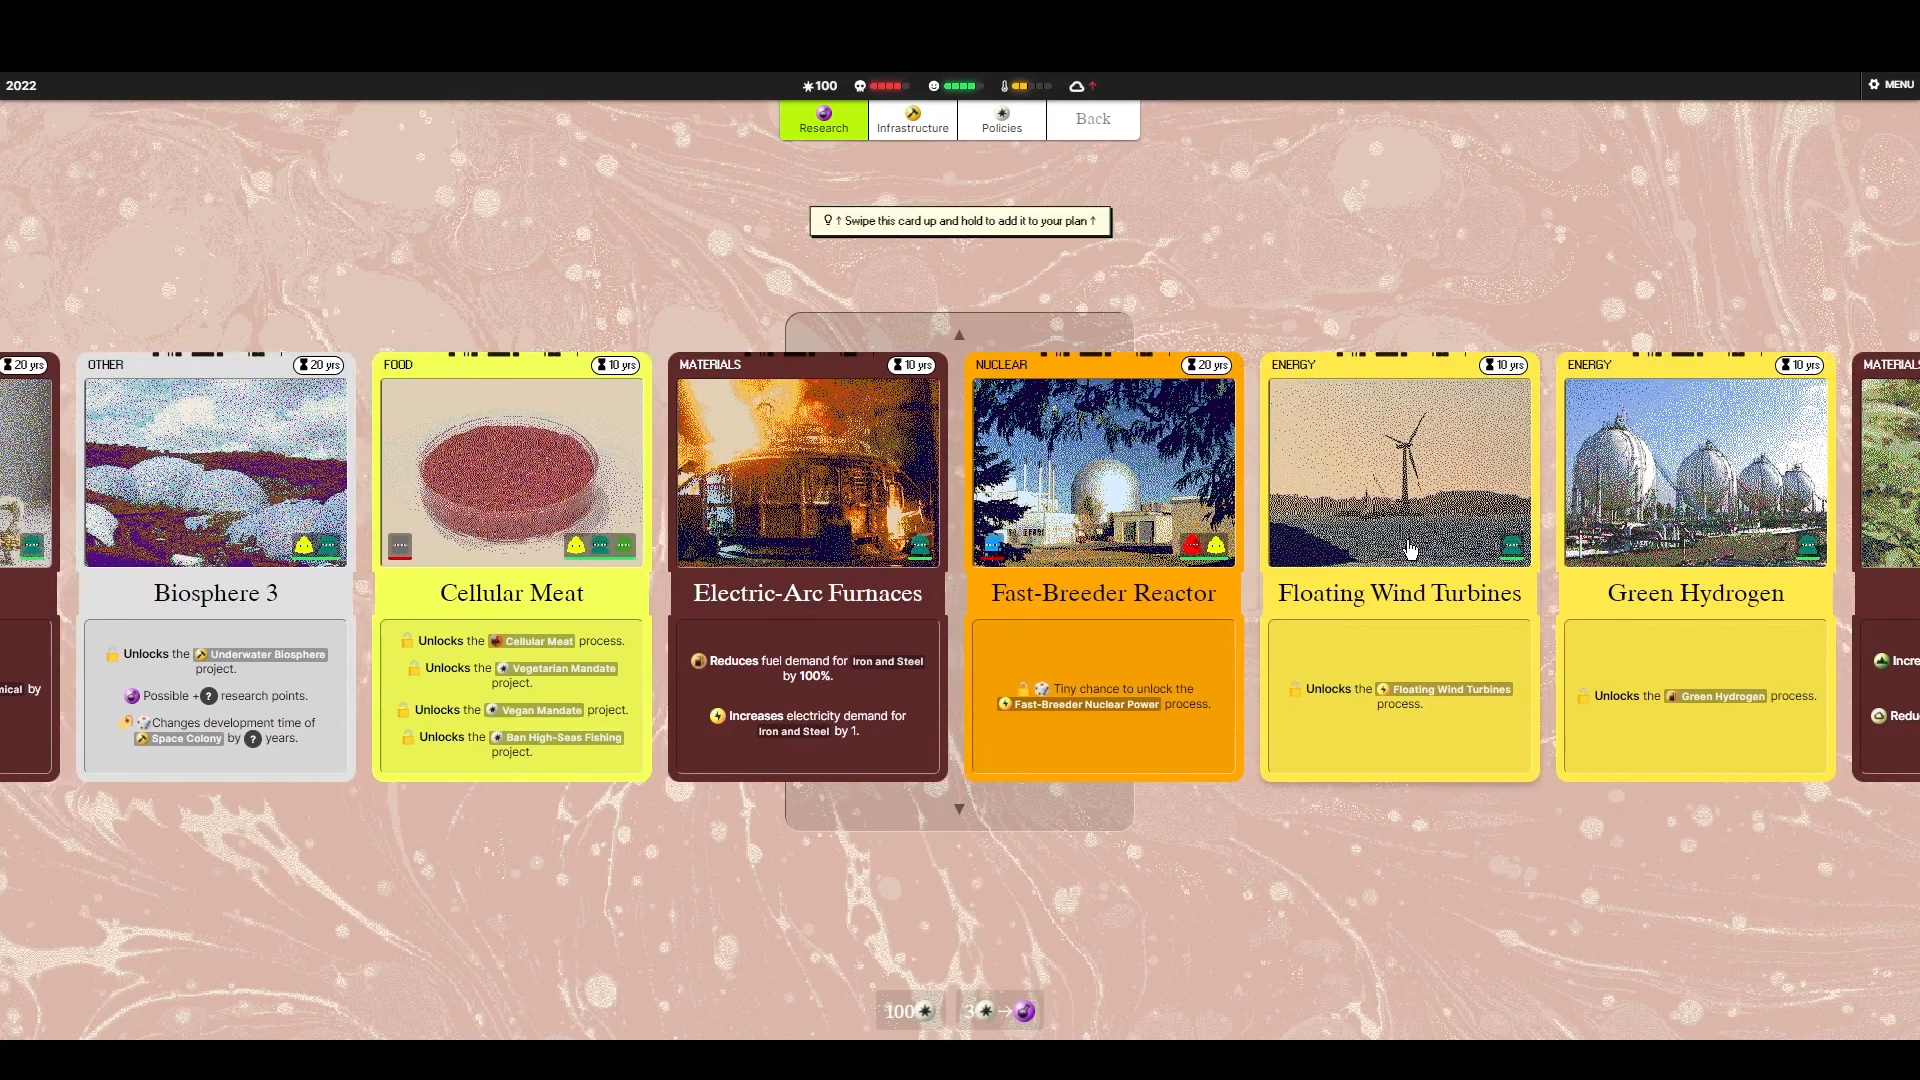 2022
100
MENU
Research
Infrastructure
Policies
Back
↑ Swipe this card up and hold to add it to your plan ↑
20 yrs
mical by
OTHER
20 yrs
Biosphere 3
Unlocks the Underwater Biosphere
project.
Possible +? research points.
Changes development time of
Space Colony by ? years.
FOOD
10 yrs
Cellular Meat
Unlocks the Cellular Meat process.
Unlocks the Vegetarian Mandate
project.
Unlocks the Vegan Mandate project.
Unlocks the Ban High-Seas Fishing
project.
MATERIALS
10 yrs
Electric-Arc Furnaces
Reduces fuel demand for Iron and Steel
by 100%.
Increases electricity demand for
Iron and Steel by 1.
NUCLEAR
20 yrs
Fast-Breeder Reactor
Tiny chance to unlock the
Fast-Breeder Nuclear Power process.
ENERGY
10 yrs
Floating Wind Turbines
Unlocks the Floating Wind Turbines
process.
ENERGY
10 yrs
Green Hydrogen
Unlocks the Green Hydrogen process.
MATERIALS
Incre
Redu
100
3 →